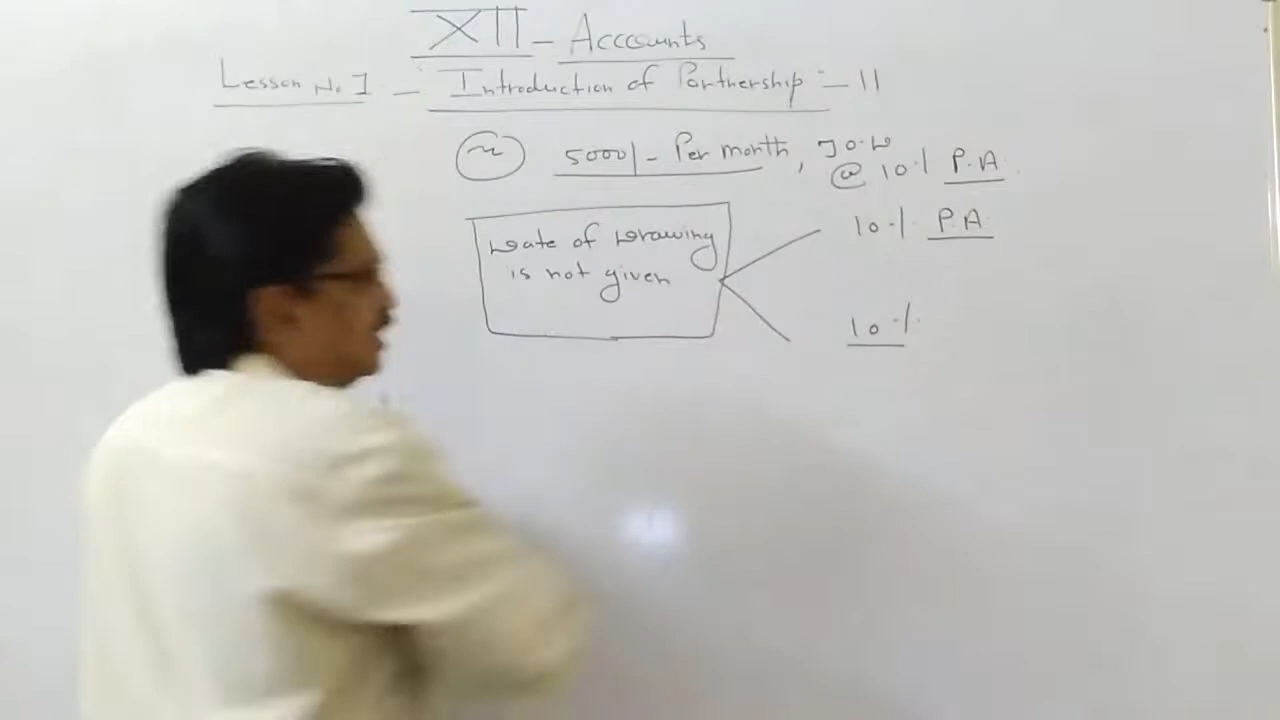 XII - Acccounts
Lesson No. 1 - Introduction of Partnership :- 11
5000/- Per month, I.O.D
@ 10% P.A
Date of Drawing
is not given
10% P.A.
10%